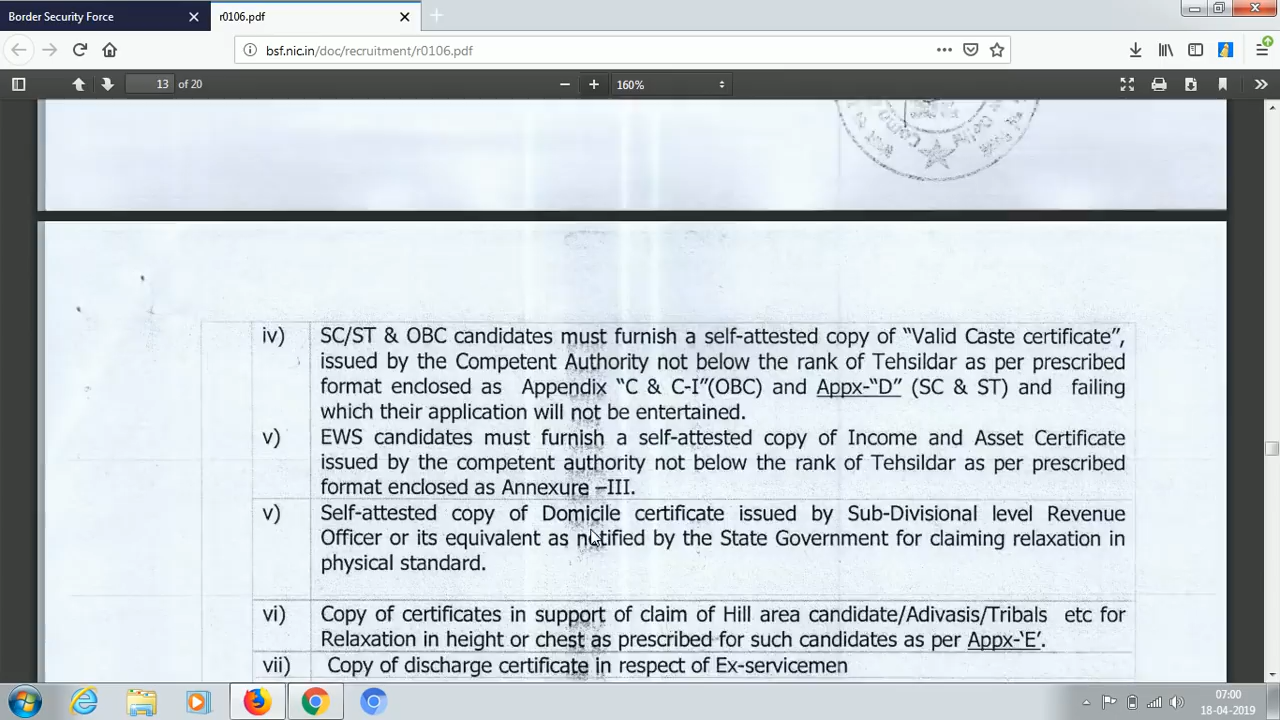 Border Security Force
r0106.pdf
bsf.nic.in/doc/recruitment/r0106.pdf
13 of 20
160%
iv) SC/ST & OBC candidates must furnish a self-attested copy of “Valid Caste certificate”,
issued by the Competent Authority not below the rank of Tehsildar as per prescribed
format enclosed as Appendix “C & C-I”(OBC) and Appx-“D” (SC & ST) and failing
which their application will not be entertained.
v) EWS candidates must furnish a self-attested copy of Income and Asset Certificate
issued by the competent authority not below the rank of Tehsildar as per prescribed
format enclosed as Annexure –III.
v) Self-attested copy of Domicile certificate issued by Sub-Divisional level Revenue
Officer or its equivalent as notified by the State Government for claiming relaxation in
physical standard.
vi) Copy of certificates in support of claim of Hill area candidate/Adivasis/Tribals etc for
Relaxation in height or chest as prescribed for such candidates as per Appx-‘E’.
vii) Copy of discharge certificate in respect of Ex-servicemen
07:00
18-04-2019